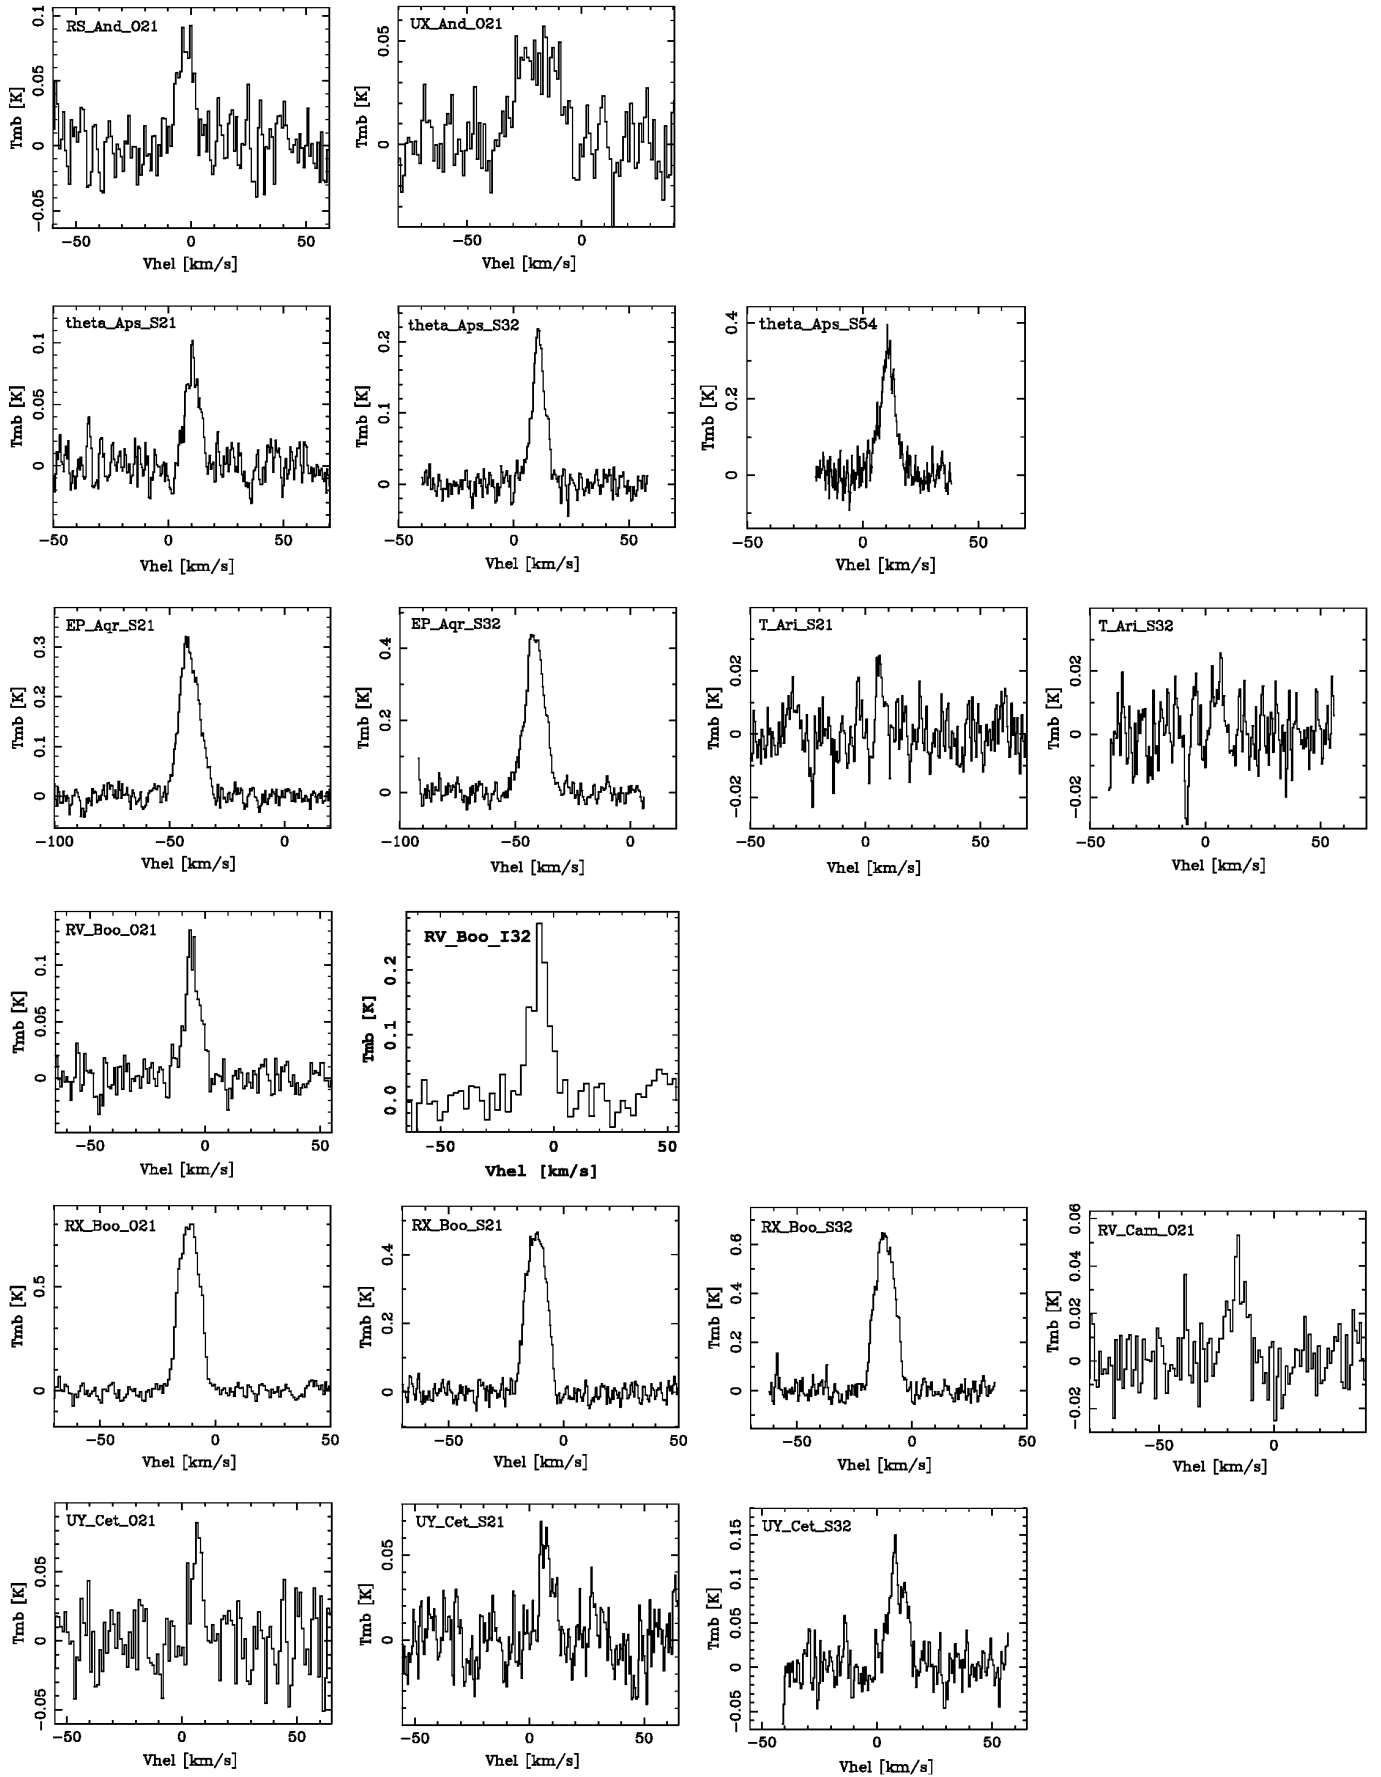 RS_And_O21
Tmb [K]
0.1
0.05
0
−0.05
−50
0
50
Vhel [km/s]
UX_And_O21
Tmb [K]
0.05
0
−50
0
Vhel [km/s]
theta_Aps_S21
Tmb [K]
0.1
0.05
0
−50
0
50
Vhel [km/s]
theta_Aps_S32
Tmb [K]
0.2
0.1
0
−50
0
50
Vhel [km/s]
theta_Aps_S54
Tmb [K]
0.4
0.2
0
−50
0
50
Vhel [km/s]
EP_Aqr_S21
Tmb [K]
0.3
0.2
0.1
0
−100
−50
0
Vhel [km/s]
EP_Aqr_S32
Tmb [K]
0.4
0.2
0
−100
−50
0
Vhel [km/s]
T_Ari_S21
Tmb [K]
0.02
0
−0.02
−50
0
50
Vhel [km/s]
T_Ari_S32
Tmb [K]
0.02
0
−0.02
−50
0
50
Vhel [km/s]
RV_Boo_O21
Tmb [K]
0.1
0.05
0
−50
0
50
Vhel [km/s]
RV_Boo_I32
Tmb [K]
0.2
0.1
0.0
−50
0
50
Vhel [km/s]
RX_Boo_O21
Tmb [K]
0.5
0
−50
0
50
Vhel [km/s]
RX_Boo_S21
Tmb [K]
0.4
0.2
0
−50
0
50
Vhel [km/s]
RX_Boo_S32
Tmb [K]
0.6
0.4
0.2
0
−50
0
50
Vhel [km/s]
RV_Cam_O21
Tmb [K]
0.06
0.04
0.02
0
−0.02
−50
0
Vhel [km/s]
UY_Cet_O21
Tmb [K]
0.05
0
−0.05
−50
0
50
Vhel [km/s]
UY_Cet_S21
Tmb [K]
0.05
0
−50
0
50
Vhel [km/s]
UY_Cet_S32
Tmb [K]
0.15
0.1
0.05
0
−0.05
−50
0
50
Vhel [km/s]